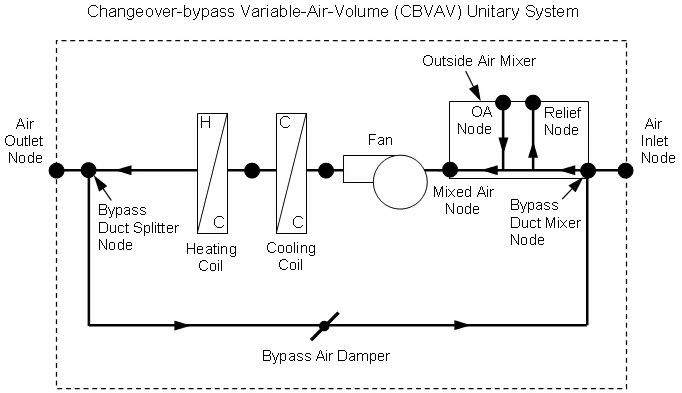 Changeover-bypass Variable-Air-Volume (CBVAV) Unitary System
Outside Air Mixer
Air
Outlet
Node
H
C
C
C
Fan
OA
Node
Relief
Node
Air
Inlet
Node
Mixed Air
Node
Bypass
Duct Splitter
Node
Heating
Coil
Cooling
Coil
Bypass
Duct Mixer
Node
Bypass Air Damper